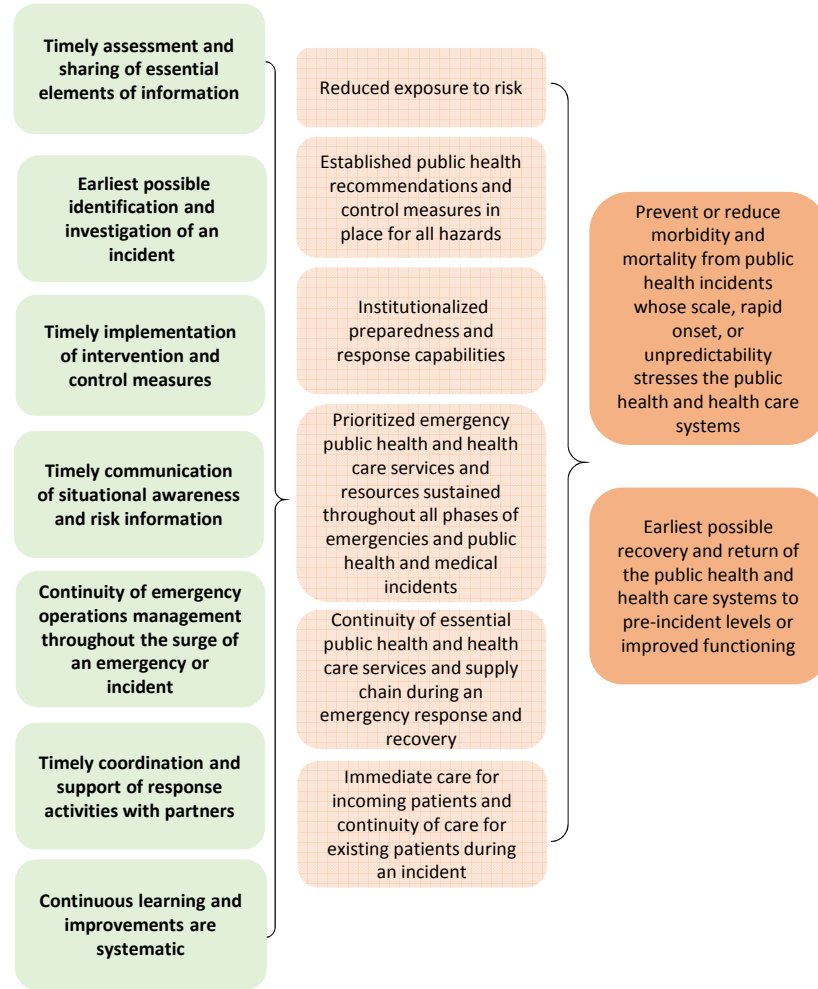 Timely assessment and
sharing of essential
elements of information
Earliest possible
identification and
investigation of an
incident
Timely implementation
of intervention and
control measures
Timely communication
of situational awareness
and risk information
Continuity of emergency
operations management
throughout the surge of
an emergency or
incident
Timely coordination and
support of response
activities with partners
Continuous learning and
improvements are
systematic
Reduced exposure to risk
Established public health
recommendations and
control measures in
place for all hazards
Institutionalized
preparedness and
response capabilities
Prioritized emergency
public health and health
care services and
resources sustained
throughout all phases of
emergencies and public
health and medical
incidents
Continuity of essential
public health and health
care services and supply
chain during an
emergency response and
recovery
Immediate care for
incoming patients and
continuity of care for
existing patients during
an incident
Prevent or reduce
morbidity and
mortality from public
health incidents
whose scale, rapid
onset, or
unpredictability
stresses the public
health and health care
systems
Earliest possible
recovery and return of
the public health and
health care systems to
pre-incident levels or
improved functioning